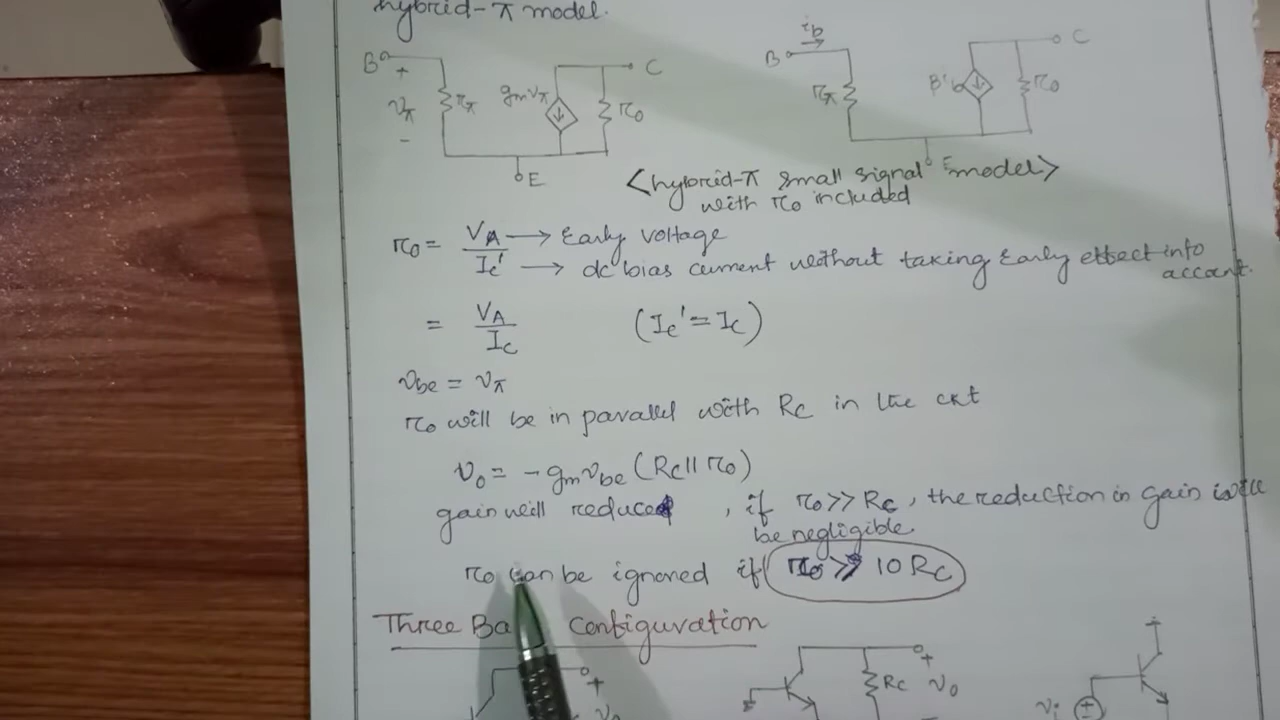 hybrid-π model.
ib
B C B C
+
vπ rπ gmvπ ro rπ βib ro
-
E E
<hybrid-π small signal model>
with ro included
ro = VA/Ic' → Early voltage
→ dc bias current without taking Early effect into
accont.
= VA/Ic (Ic' = Ic)
vbe = vπ
ro will be in parallel with Rc in the ckt
vo = -gmvbe (Rc || ro)
gain will reduce , if ro >> Rc, the reduction in gain will
be negligible.
ro can be ignored if ro ≥ 10 Rc
Three Ba Configuration
+ +
Rc vo
vi +